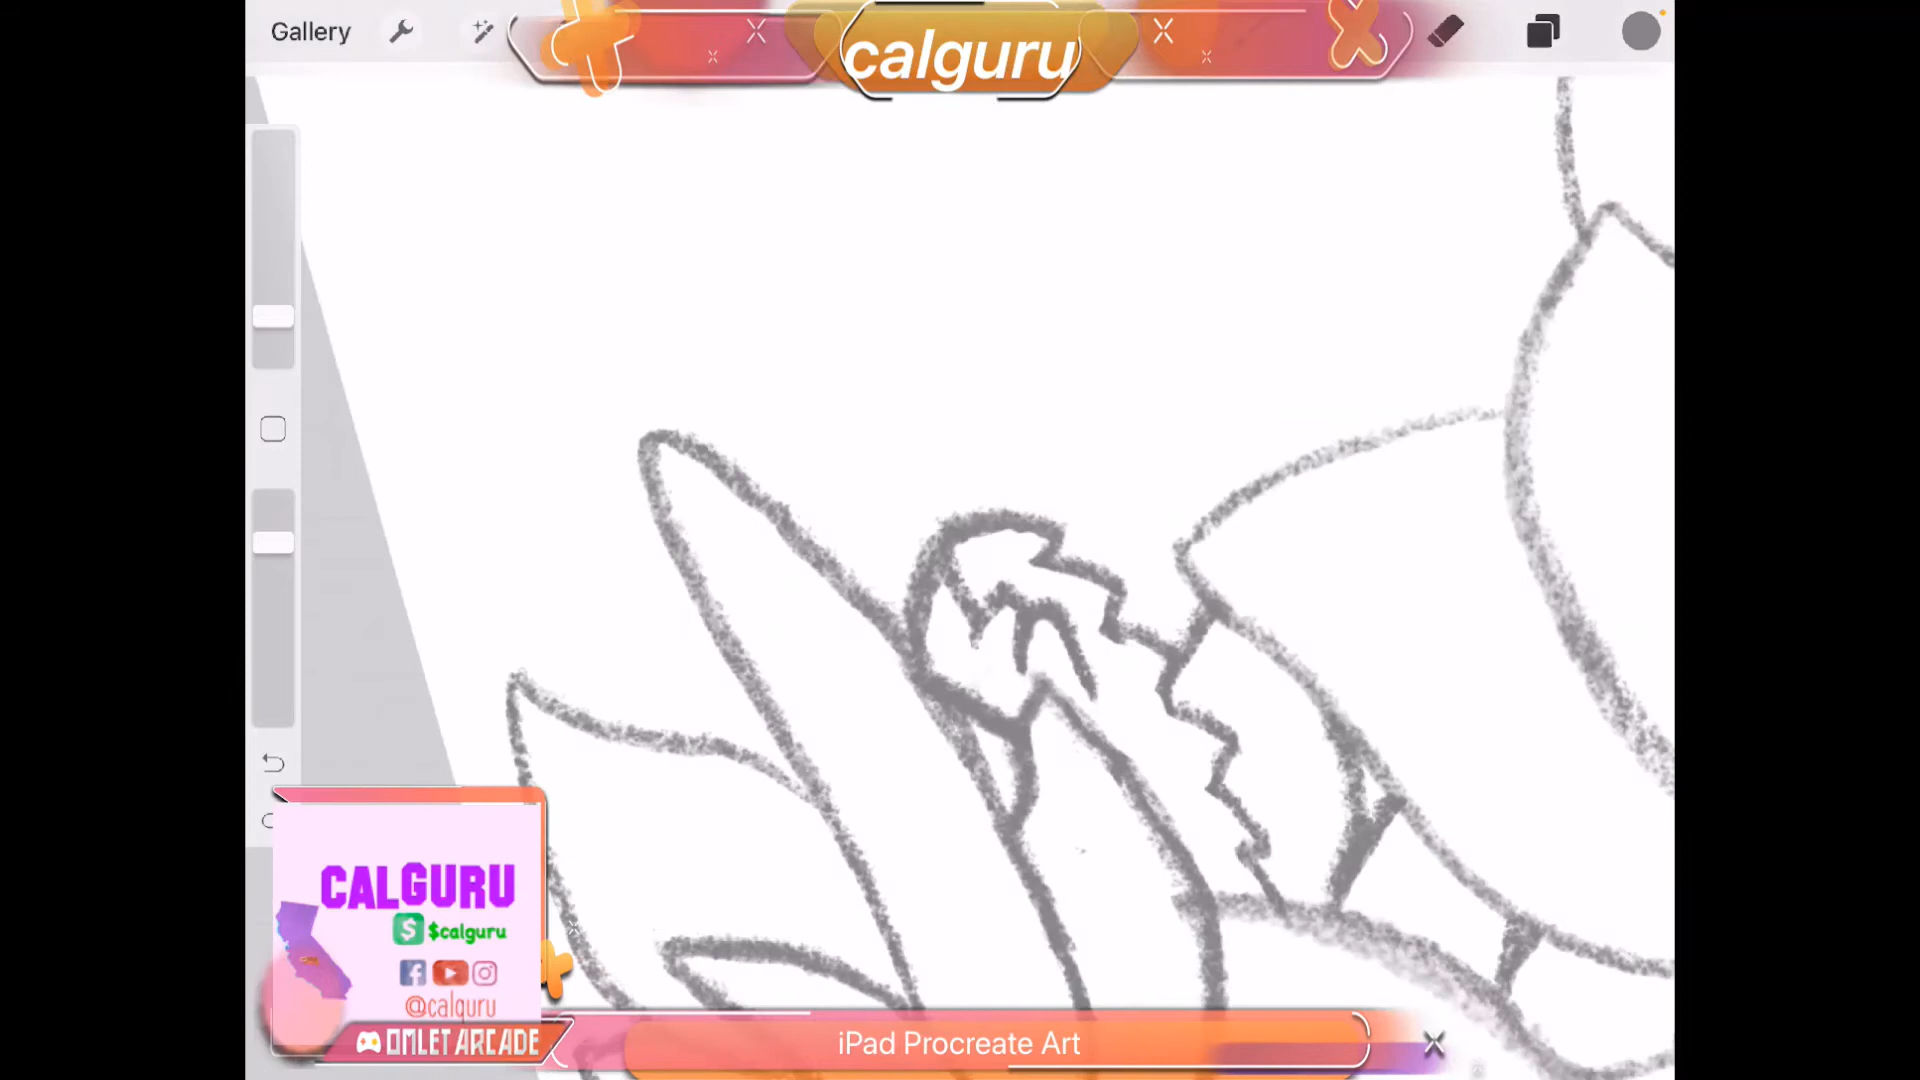 Gallery
calguru
CALGURU
$ $calguru
@calguru
OMLET ARCADE
iPad Procreate Art